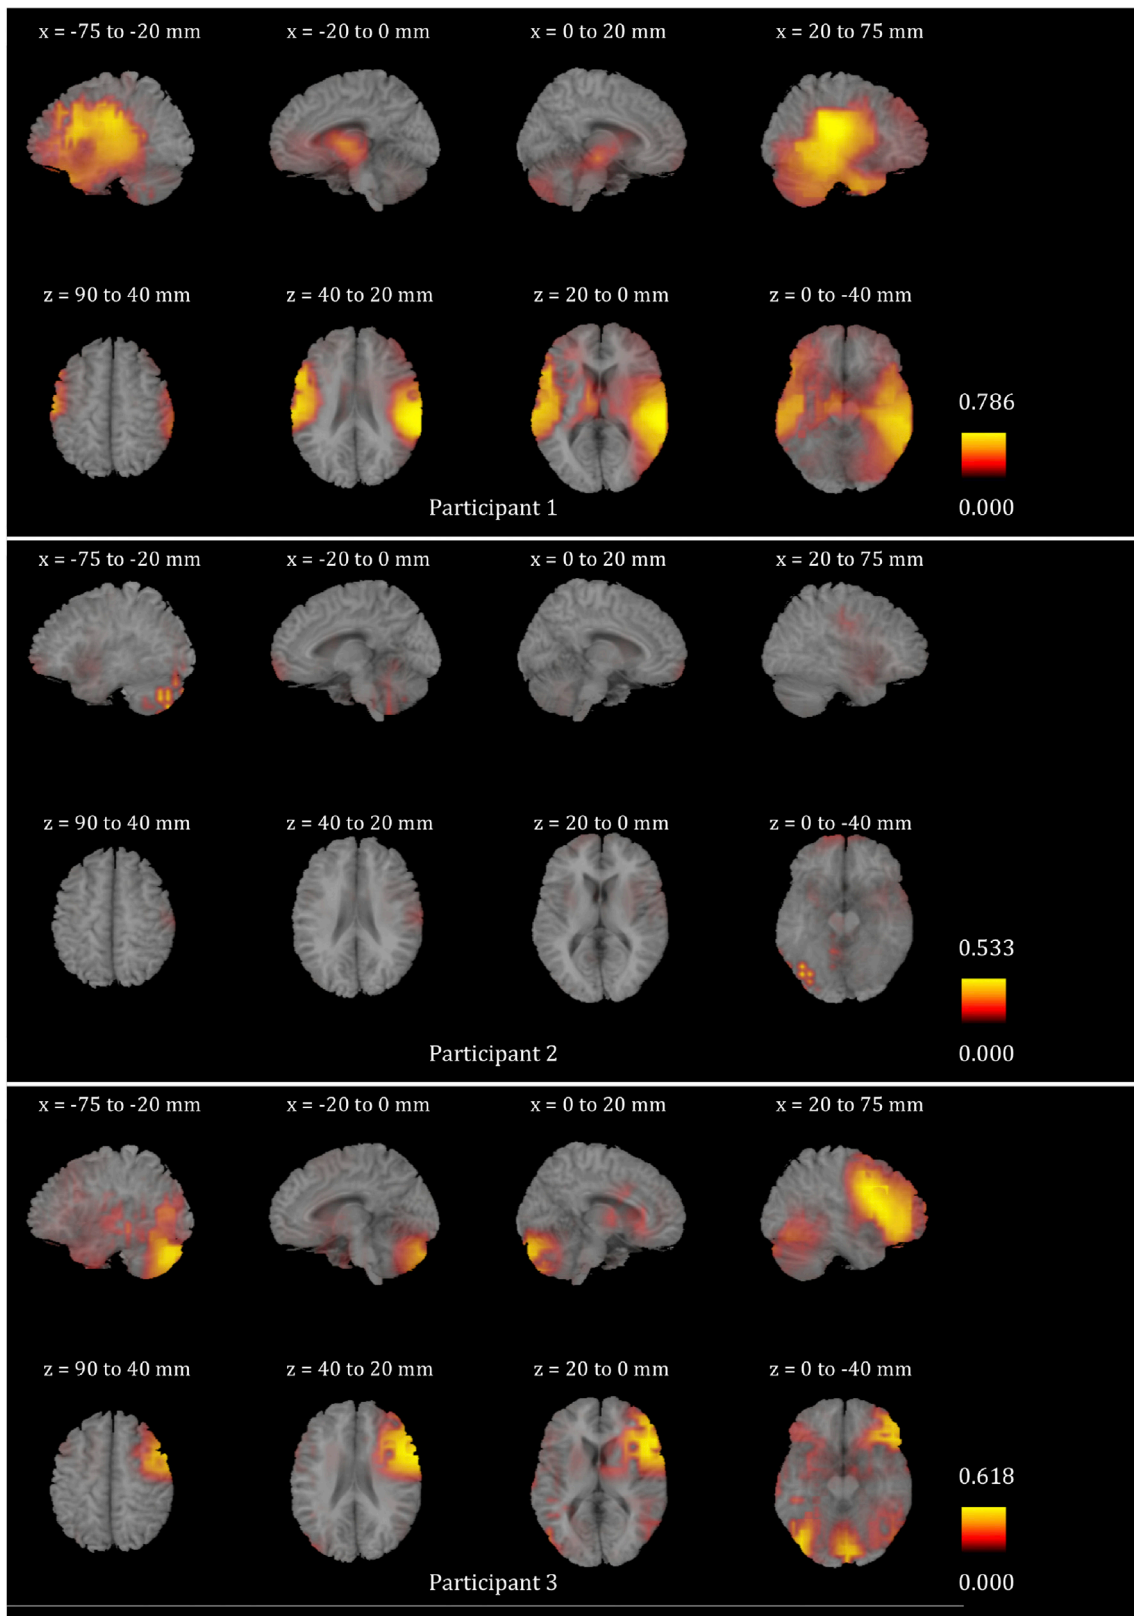 x = -75 to -20 mm
x = -20 to 0 mm
x = 0 to 20 mm
x = 20 to 75 mm
z = 90 to 40 mm
z = 40 to 20 mm
z = 20 to 0 mm
z = 0 to -40 mm
0.786
0.000
Participant 1
x = -75 to -20 mm
x = -20 to 0 mm
x = 0 to 20 mm
x = 20 to 75 mm
z = 90 to 40 mm
z = 40 to 20 mm
z = 20 to 0 mm
z = 0 to -40 mm
0.533
0.000
Participant 2
x = -75 to -20 mm
x = -20 to 0 mm
x = 0 to 20 mm
x = 20 to 75 mm
z = 90 to 40 mm
z = 40 to 20 mm
z = 20 to 0 mm
z = 0 to -40 mm
0.618
0.000
Participant 3